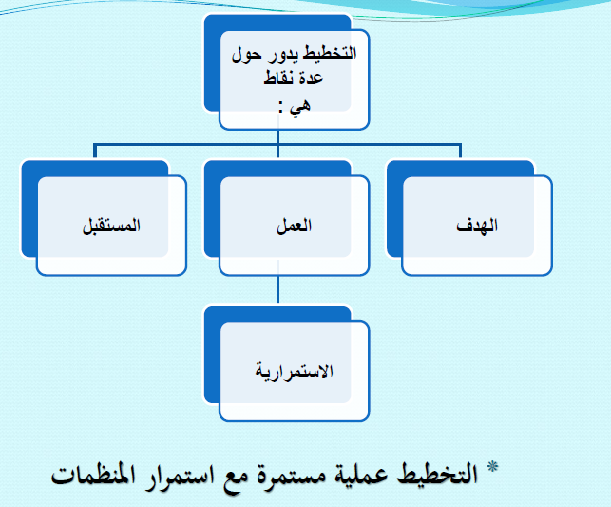 التخطيط يدور حول
عدة نقاط
هي :
الهدف
العمل
المستقبل
الاستمرارية
* التخطيط عملية مستمرة مع استمرار المنظمات